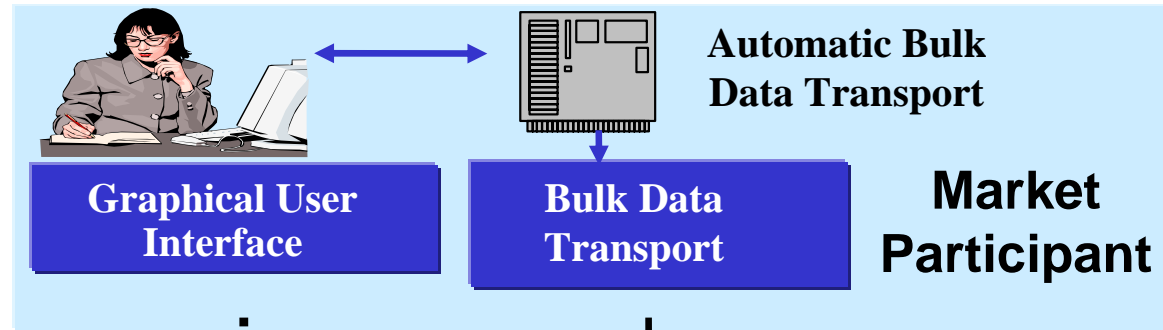 Automatic Bulk
Data Transport
Graphical User
Interface
Bulk Data
Transport
Market
Participant